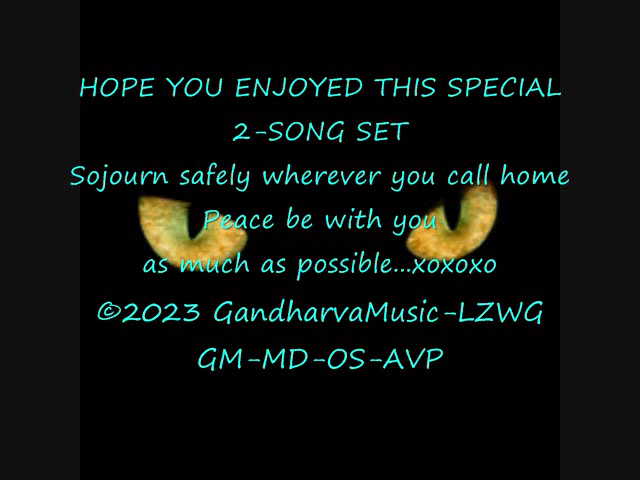 HOPE YOU ENJOYED THIS SPECIAL
2-SONG SET
Sojourn safely wherever you call home
Peace be with you
as much as possible...xoxoxo
©2023 GandharvaMusic-LZWG
GM-MD-OS-AVP